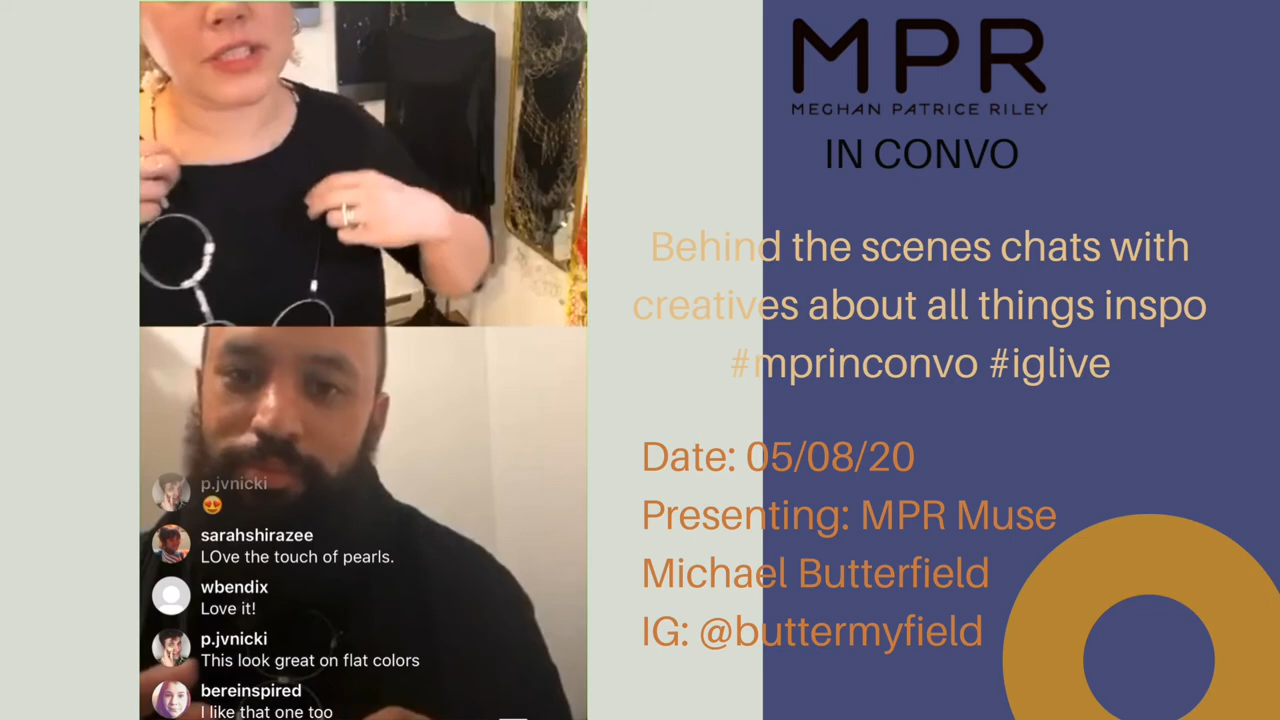 MPR
MEGHAN PATRICE RILEY
IN CONVO
Behind the scenes chats with
creatives about all things inspo
#mprinconvo #iglive
Date: 05/08/20
Presenting: MPR Muse
Michael Butterfield
IG: @buttermyfield
p.jvnicki
😍
sarahshirazee
LOve the touch of pearls.
wbendix
Love it!
p.jvnicki
This look great on flat colors
bereinspired
I like that one too